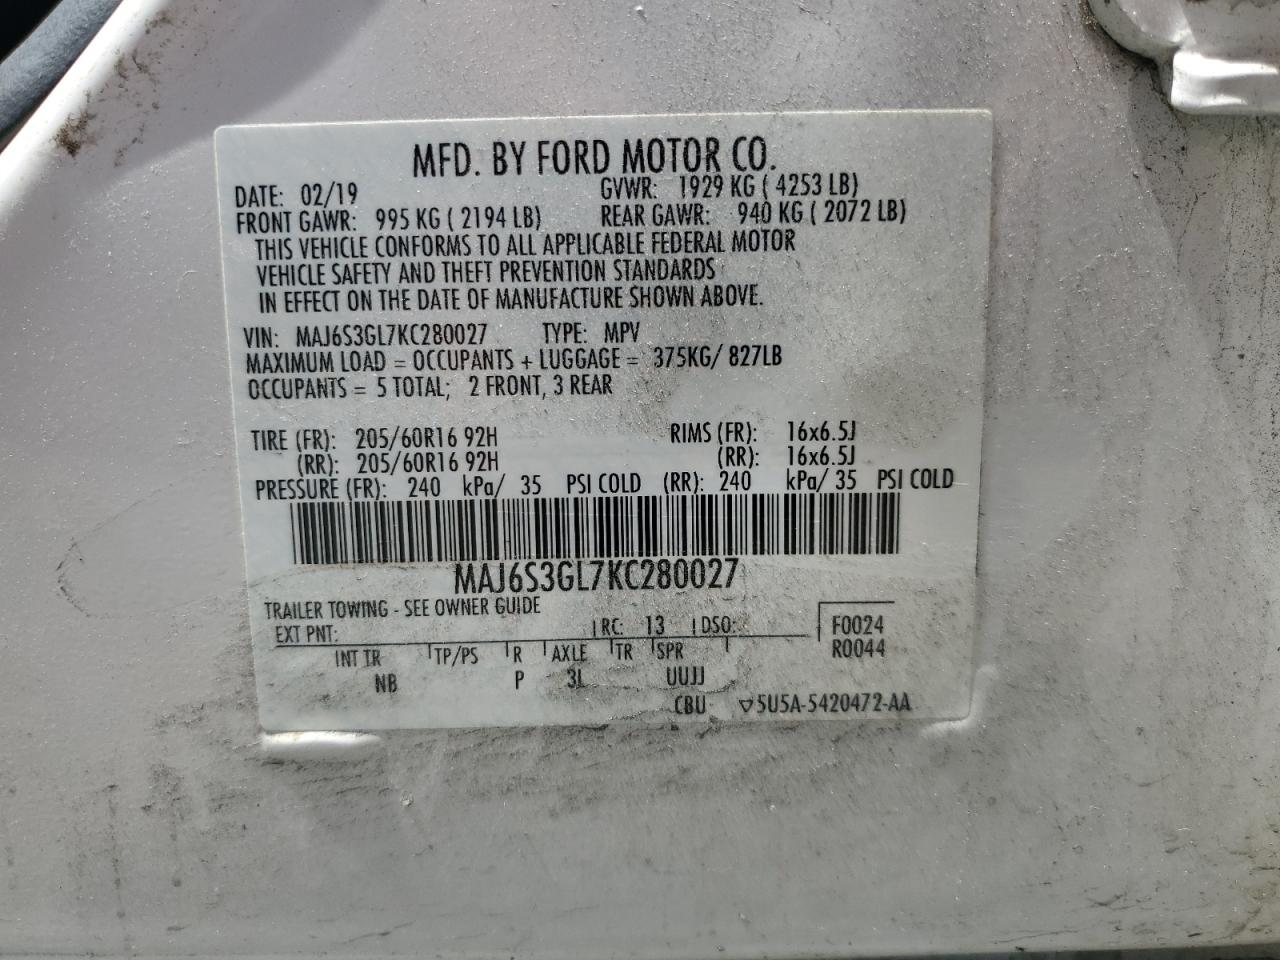 MFD. BY FORD MOTOR CO.
DATE: 02/19 GVWR: 1929 KG ( 4253 LB)
FRONT GAWR: 995 KG ( 2194 LB) REAR GAWR: 940 KG ( 2072 LB)
THIS VEHICLE CONFORMS TO ALL APPLICABLE FEDERAL MOTOR
VEHICLE SAFETY AND THEFT PREVENTION STANDARDS
IN EFFECT ON THE DATE OF MANUFACTURE SHOWN ABOVE.
VIN: MAJ6S3GL7KC280027 TYPE: MPV
MAXIMUM LOAD = OCCUPANTS + LUGGAGE = 375KG/ 827LB
OCCUPANTS = 5 TOTAL; 2 FRONT, 3 REAR
TIRE (FR): 205/60R16 92H RIMS (FR): 16x6.5J
(RR): 205/60R16 92H (RR): 16x6.5J
PRESSURE (FR): 240 kPa/ 35 PSI COLD (RR): 240 kPa/ 35 PSI COLD
MAJ6S3GL7KC280027
TRAILER TOWING - SEE OWNER GUIDE
EXT PNT: RC: 13 DSO: F0024
INT TR TP/PS R AXLE TR SPR R0044
NB P 3L UUJJ
CBU ▽5U5A-5420472-AA